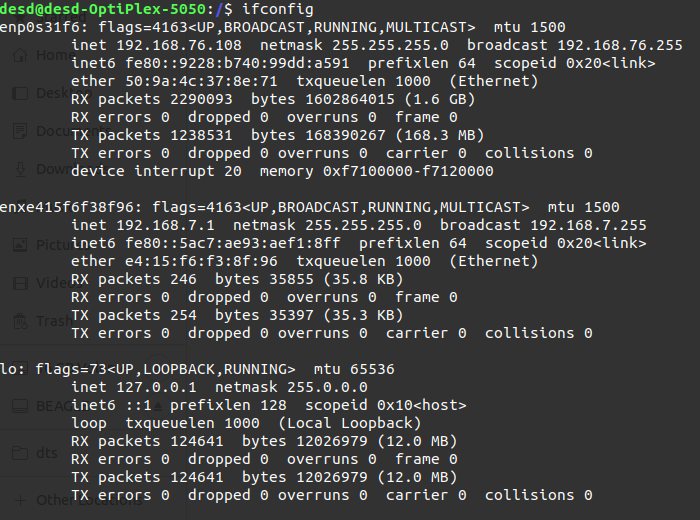 desd@desd-OptiPlex-5050:/$ ifconfig
enp0s31f6: flags=4163<UP,BROADCAST,RUNNING,MULTICAST>  mtu 1500
        inet 192.168.76.108  netmask 255.255.255.0  broadcast 192.168.76.255
        inet6 fe80::9228:b740:99dd:a591  prefixlen 64  scopeid 0x20<link>
        ether 50:9a:4c:37:8e:71  txqueuelen 1000  (Ethernet)
        RX packets 2290093  bytes 1602864015 (1.6 GB)
        RX errors 0  dropped 0  overruns 0  frame 0
        TX packets 1238531  bytes 168390267 (168.3 MB)
        TX errors 0  dropped 0 overruns 0  carrier 0  collisions 0
        device interrupt 20  memory 0xf7100000-f7120000

enxe415f6f38f96: flags=4163<UP,BROADCAST,RUNNING,MULTICAST>  mtu 1500
        inet 192.168.7.1  netmask 255.255.255.0  broadcast 192.168.7.255
        inet6 fe80::5ac7:ae93:aef1:8ff  prefixlen 64  scopeid 0x20<link>
        ether e4:15:f6:f3:8f:96  txqueuelen 1000  (Ethernet)
        RX packets 246  bytes 35855 (35.8 KB)
        RX errors 0  dropped 0  overruns 0  frame 0
        TX packets 254  bytes 35397 (35.3 KB)
        TX errors 0  dropped 0 overruns 0  carrier 0  collisions 0

lo: flags=73<UP,LOOPBACK,RUNNING>  mtu 65536
        inet 127.0.0.1  netmask 255.0.0.0
        inet6 ::1  prefixlen 128  scopeid 0x10<host>
        loop  txqueuelen 1000  (Local Loopback)
        RX packets 124641  bytes 12026979 (12.0 MB)
        RX errors 0  dropped 0  overruns 0  frame 0
        TX packets 124641  bytes 12026979 (12.0 MB)
        TX errors 0  dropped 0 overruns 0  carrier 0  collisions 0
Home
Trash
dts
+ Other Locations